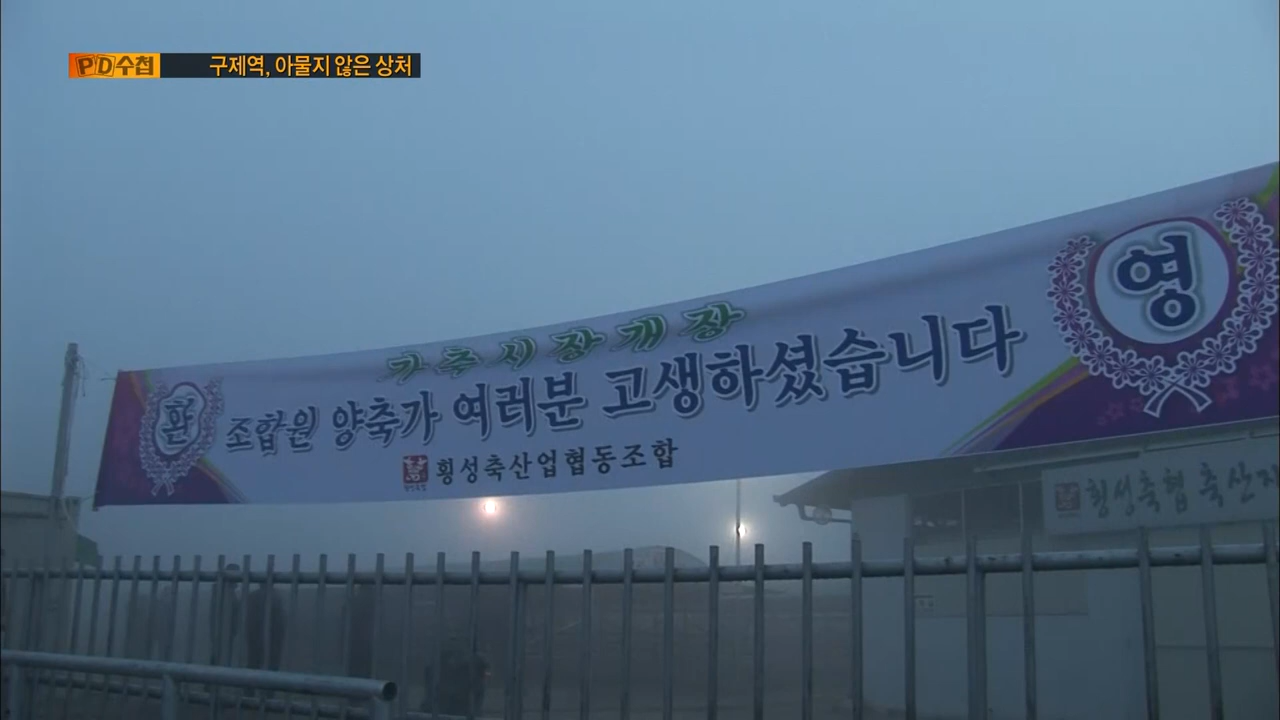 PD수첩 구제역, 아물지 않은 상처
가축시장개장
환 조합원 양축가 여러분 고생하셨습니다 영
횡성축산업협동조합
횡성축협 축산